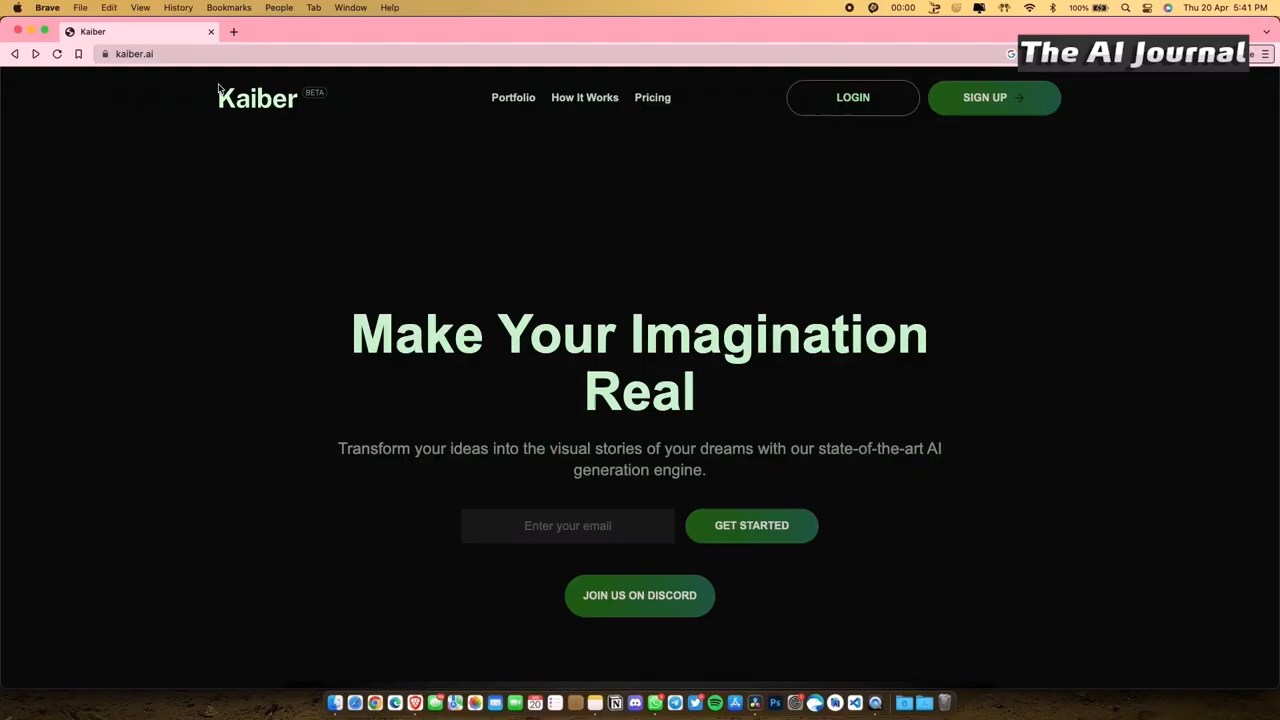 Brave File Edit View History Bookmarks People Tab Window Help 00:00 100% Thu 20 Apr 5:41 PM
Kaiber
kaiber.ai
The AI Journal
Kaiber BETA Portfolio How It Works Pricing LOGIN SIGN UP
Make Your Imagination
Real
Transform your ideas into the visual stories of your dreams with our state-of-the-art AI
generation engine.
Enter your email GET STARTED
JOIN US ON DISCORD